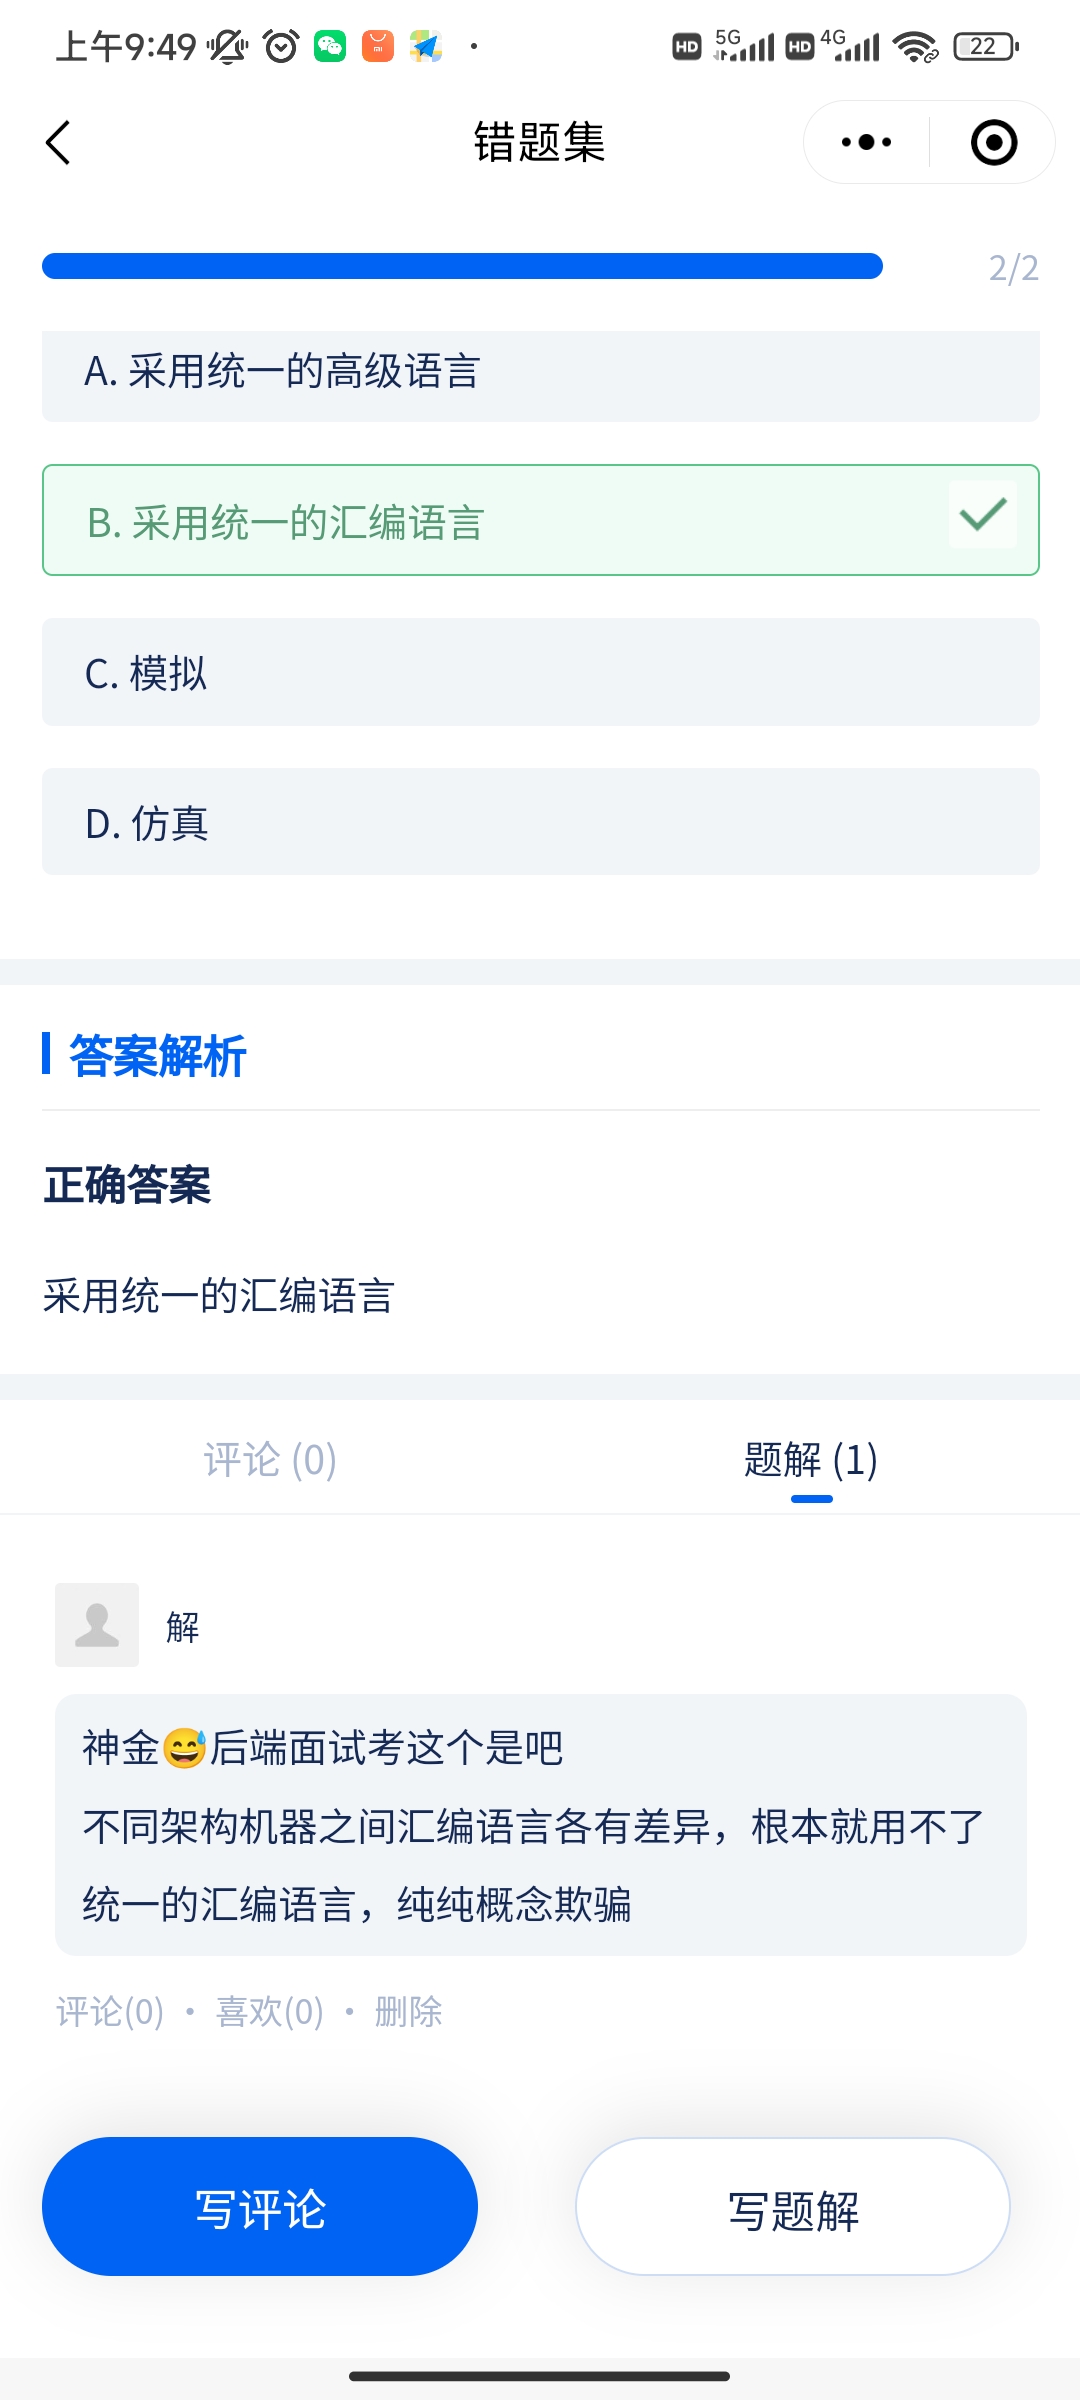 上午9:49
HD 5G HD 4G 22
错题集
2/2
A. 采用统一的高级语言
B. 采用统一的汇编语言
C. 模拟
D. 仿真
答案解析
正确答案
采用统一的汇编语言
评论 (0) 题解 (1)
解
神金😅后端面试考这个是吧
不同架构机器之间汇编语言各有差异，根本就用不了
统一的汇编语言，纯纯概念欺骗
评论(0) · 喜欢(0) · 删除
写评论 写题解